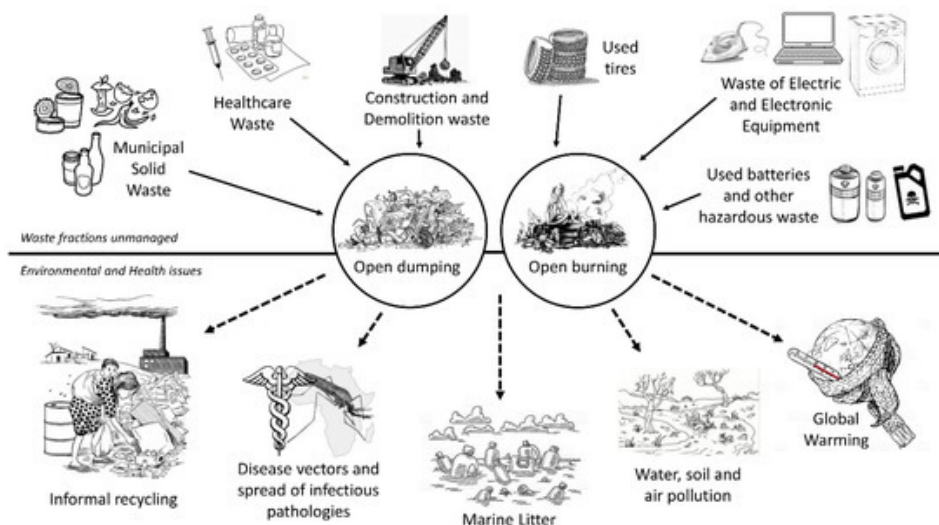 Healthcare
Waste
Construction and
Demolition waste
Used
tires
Waste of Electric
and Electronic
Equipment
Municipal
Solid
Waste
Used batteries
and other
hazardous waste
Waste fractions unmanaged
Open dumping
Open burning
Environmental and Health issues
Informal recycling
Disease vectors and
spread of infectious
pathologies
Marine Litter
Water, soil and
air pollution
Global
Warming